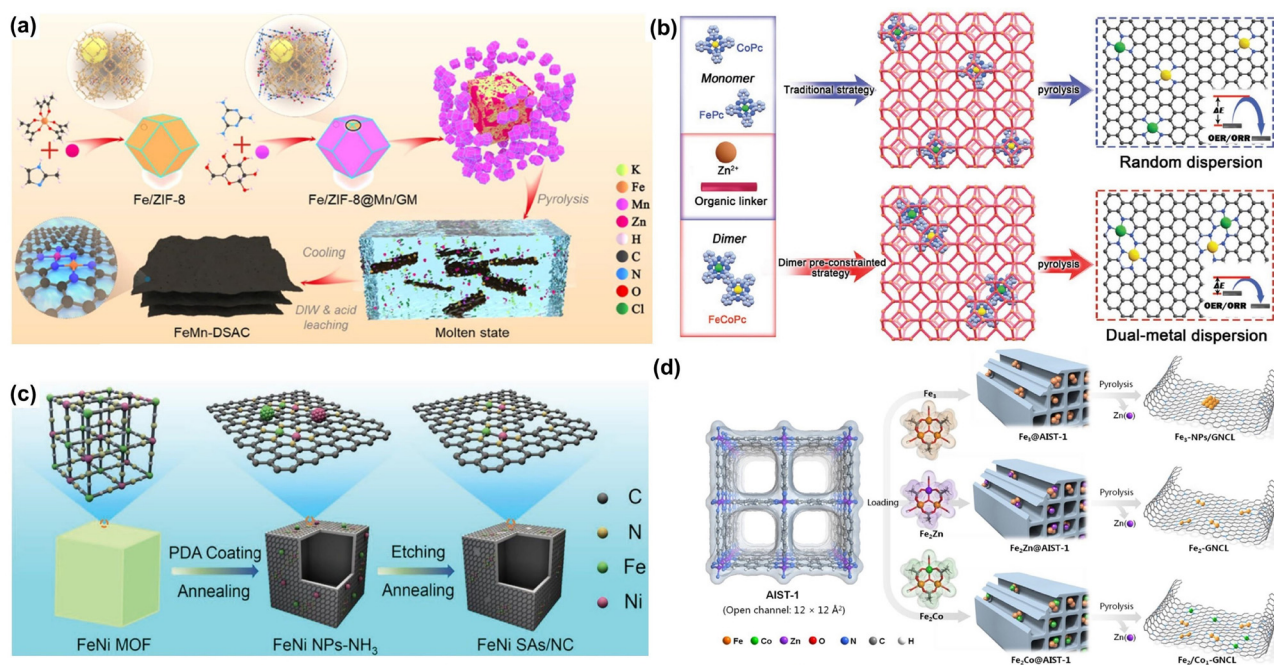 (a)
Fe/ZIF-8
Fe/ZIF-8@Mn/GM
K
Fe
Mn
Zn
H
C
N
O
Cl
Pyrolysis
Cooling
DIW & acid
leaching
FeMn-DSAC
Molten state
(b)
CoPc
Monomer
FePc
Zn²⁺
Organic linker
Dimer
FeCoPc
Traditional strategy
pyrolysis
ΔE
OER/ORR
Random dispersion
Dimer pre-constrainted
strategy
pyrolysis
ΔE
OER/ORR
Dual-metal dispersion
(c)
C
N
Fe
Ni
PDA Coating
Annealing
Etching
Annealing
FeNi MOF
FeNi NPs-NH₃
FeNi SAs/NC
(d)
AIST-1
(Open channel: 12 × 12 Å²)
Loading
Fe₃
Fe₃@AIST-1
Pyrolysis
Zn
Fe₃-NPs/GNCL
Fe₂Zn
Fe₂Zn@AIST-1
Pyrolysis
Zn
Fe₂-GNCL
Fe₂Co
Fe₂Co@AIST-1
Pyrolysis
Zn
Fe₂/Co₁-GNCL
Fe Co Zn O N C H